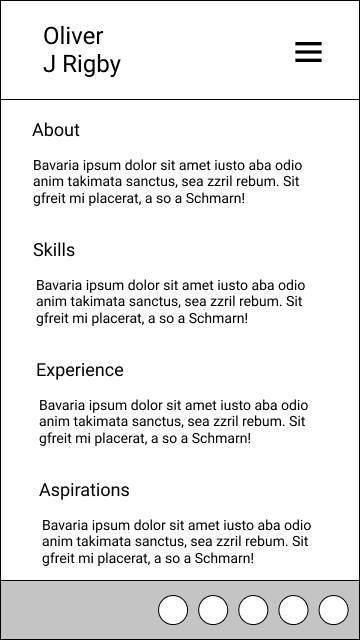 Oliver
J Rigby
About
Bavaria ipsum dolor sit amet iusto aba odio
anim takimata sanctus, sea zzril rebum. Sit
gfreit mi placerat, a so a Schmarn!
Skills
Bavaria ipsum dolor sit amet iusto aba odio
anim takimata sanctus, sea zzril rebum. Sit
gfreit mi placerat, a so a Schmarn!
Experience
Bavaria ipsum dolor sit amet iusto aba odio
anim takimata sanctus, sea zzril rebum. Sit
gfreit mi placerat, a so a Schmarn!
Aspirations
Bavaria ipsum dolor sit amet iusto aba odio
anim takimata sanctus, sea zzril rebum. Sit
gfreit mi placerat, a so a Schmarn!